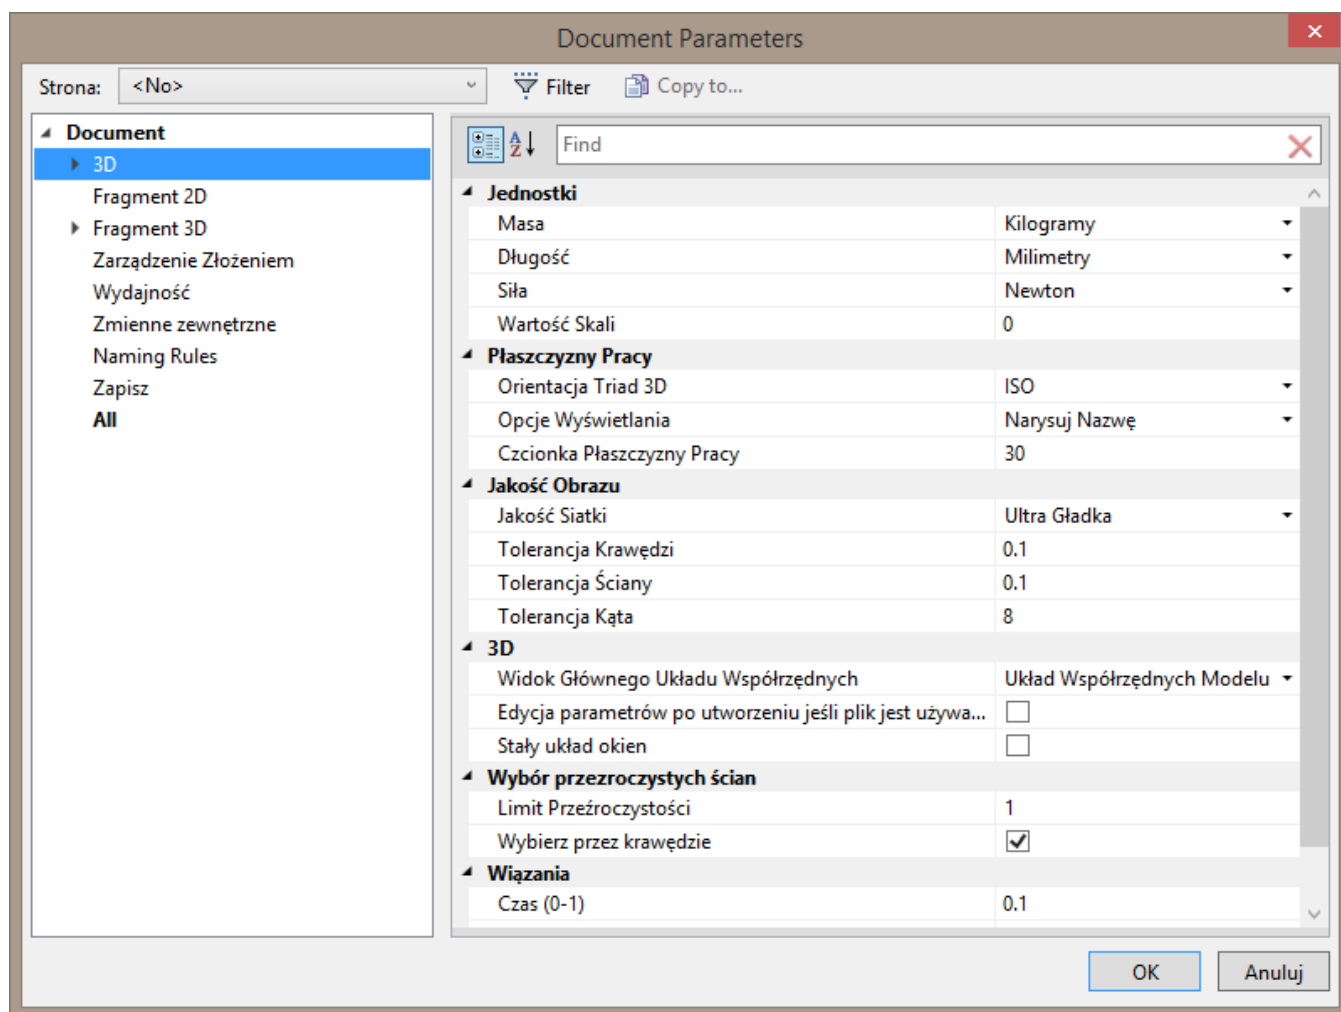 Document Parameters
Strona: <No> Filter Copy to...
Document
3D
Fragment 2D
Fragment 3D
Zarządzenie Złożeniem
Wydajność
Zmienne zewnętrzne
Naming Rules
Zapisz
All
Find
Jednostki
Masa Kilogramy
Długość Milimetry
Siła Newton
Wartość Skali 0
Płaszczyzny Pracy
Orientacja Triad 3D ISO
Opcje Wyświetlania Narysuj Nazwę
Czcionka Płaszczyzny Pracy 30
Jakość Obrazu
Jakość Siatki Ultra Gładka
Tolerancja Krawędzi 0.1
Tolerancja Ściany 0.1
Tolerancja Kąta 8
3D
Widok Głównego Układu Współrzędnych Układ Współrzędnych Modelu
Edycja parametrów po utworzeniu jeśli plik jest używa...
Stały układ okien
Wybór przezroczystych ścian
Limit Przeźroczystości 1
Wybierz przez krawędzie
Wiązania
Czas (0-1) 0.1
OK Anuluj